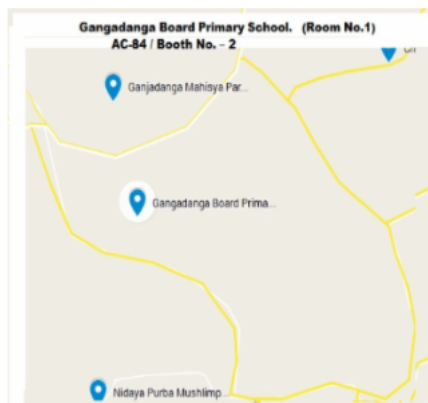 Gangadanga Board Primary School. (Room No.1)
AC-84 / Booth No. - 2
Ganjadanga Mahisya Par...
Gangadanga Board Prima...
Nidaya Purba Mushlimp...